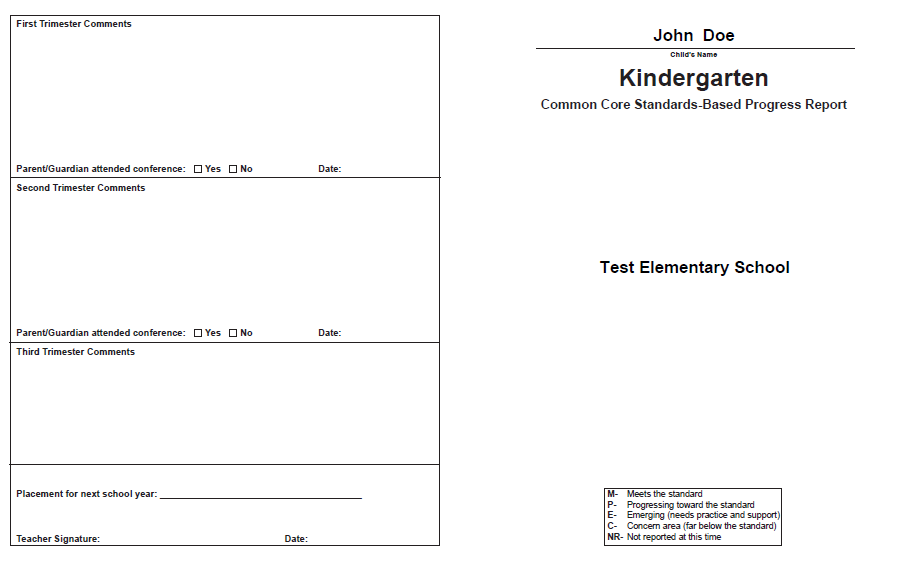 First Trimester Comments
Parent/Guardian attended conference: ☐ Yes ☐ No Date:
Second Trimester Comments
Parent/Guardian attended conference: ☐ Yes ☐ No Date:
Third Trimester Comments
Placement for next school year: ___________________________________
Teacher Signature: Date:
John Doe
Child's Name
Kindergarten
Common Core Standards-Based Progress Report
Test Elementary School
M- Meets the standard
P- Progressing toward the standard
E- Emerging (needs practice and support)
C- Concern area (far below the standard)
NR- Not reported at this time